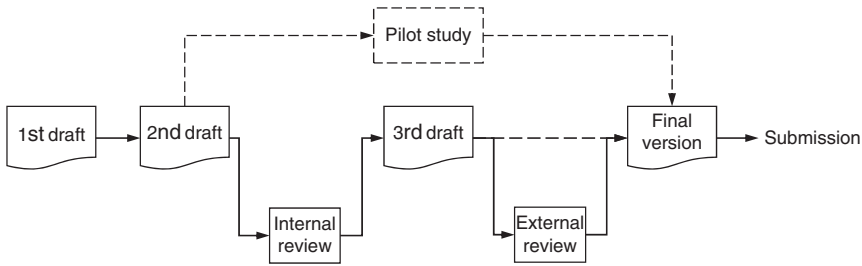 Pilot study
1st draft
2nd draft
3rd draft
Final
version
Submission
Internal
review
External
review